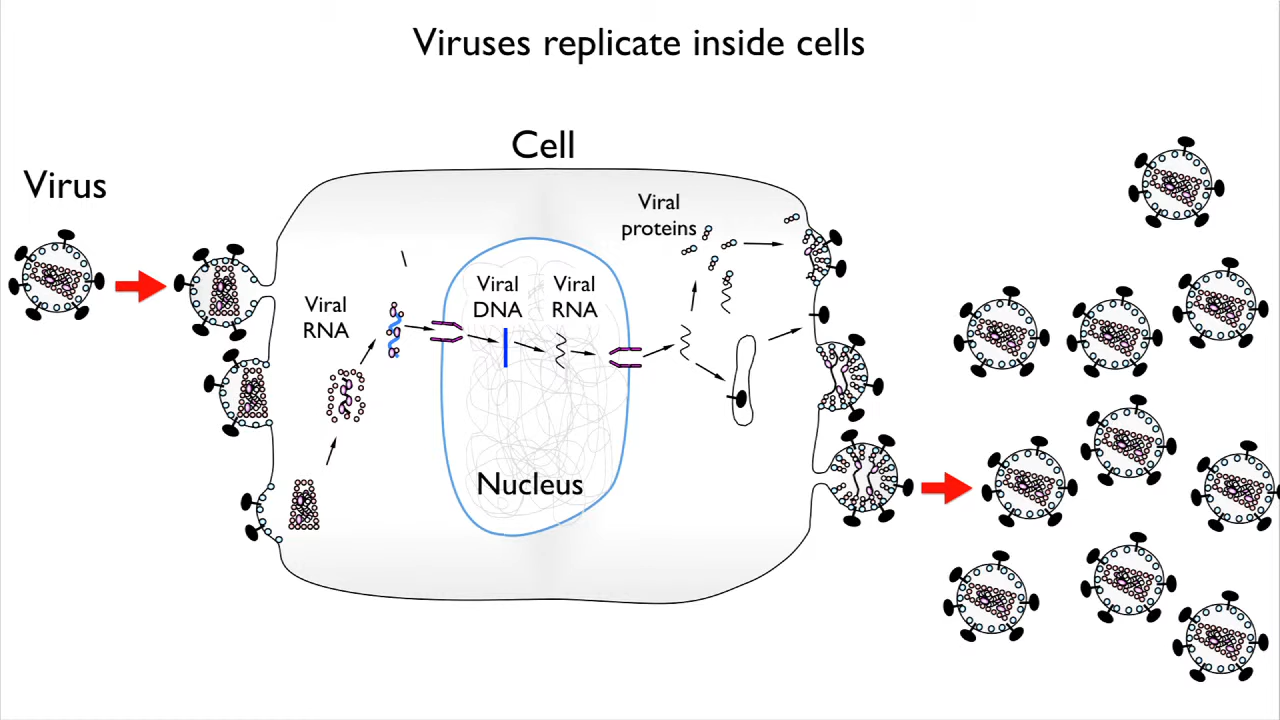 Viruses replicate inside cells
Cell
Virus
Viral
proteins
Viral
DNA
Viral
RNA
Viral
RNA
Nucleus